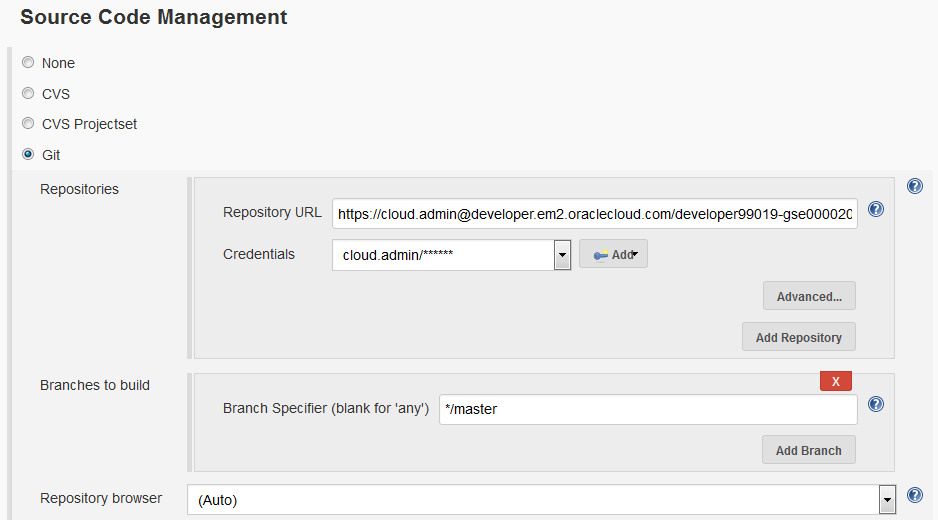 Source Code Management
None
CVS
CVS Projectset
Git
Repositories
Repository URL https://cloud.admin@developer.em2.oraclecloud.com/developer99019-gse000020
Credentials cloud.admin/****** Add
Advanced...
Add Repository
Branches to build
X
Branch Specifier (blank for 'any') */master
Add Branch
Repository browser (Auto)